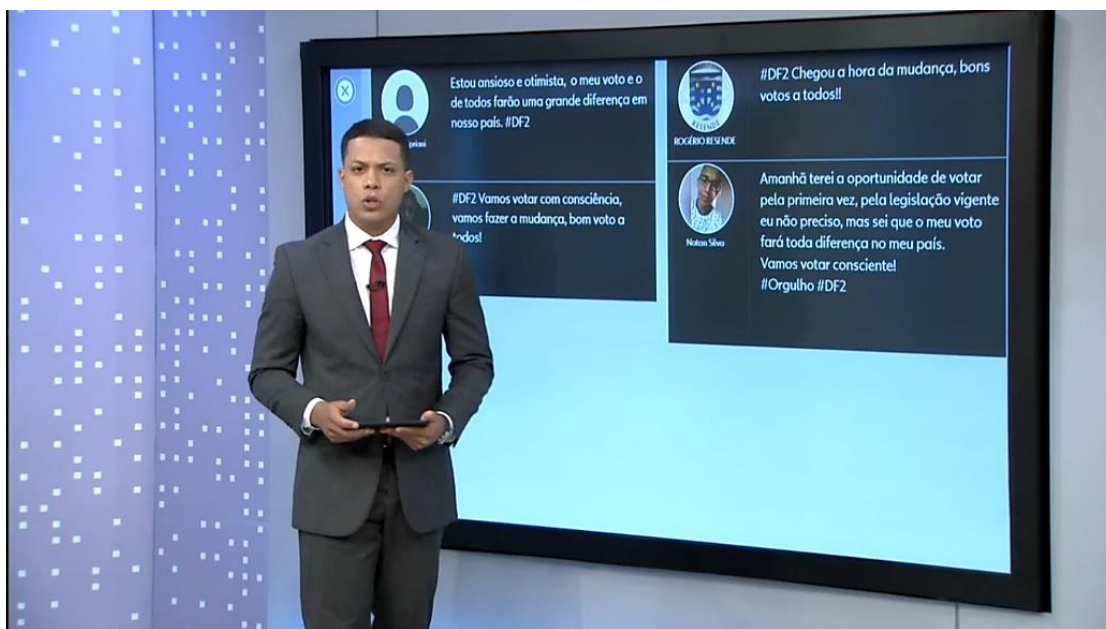 Estou ansioso e otimista, o meu voto e o
de todos farão uma grande diferença em
nosso país. #DF2
#DF2 Vamos votar com consciência,
vamos fazer a mudança, bom voto a
todos!
#DF2 Chegou a hora da mudança, bons
votos a todos!!
RESENDE
ROGÉRIO RESENDE
Amanhã terei a oportunidade de votar
pela primeira vez, pela legislação vigente
eu não preciso, mas sei que o meu voto
fará toda diferença no meu país.
Vamos votar consciente!
#Orgulho #DF2
Natan Silva